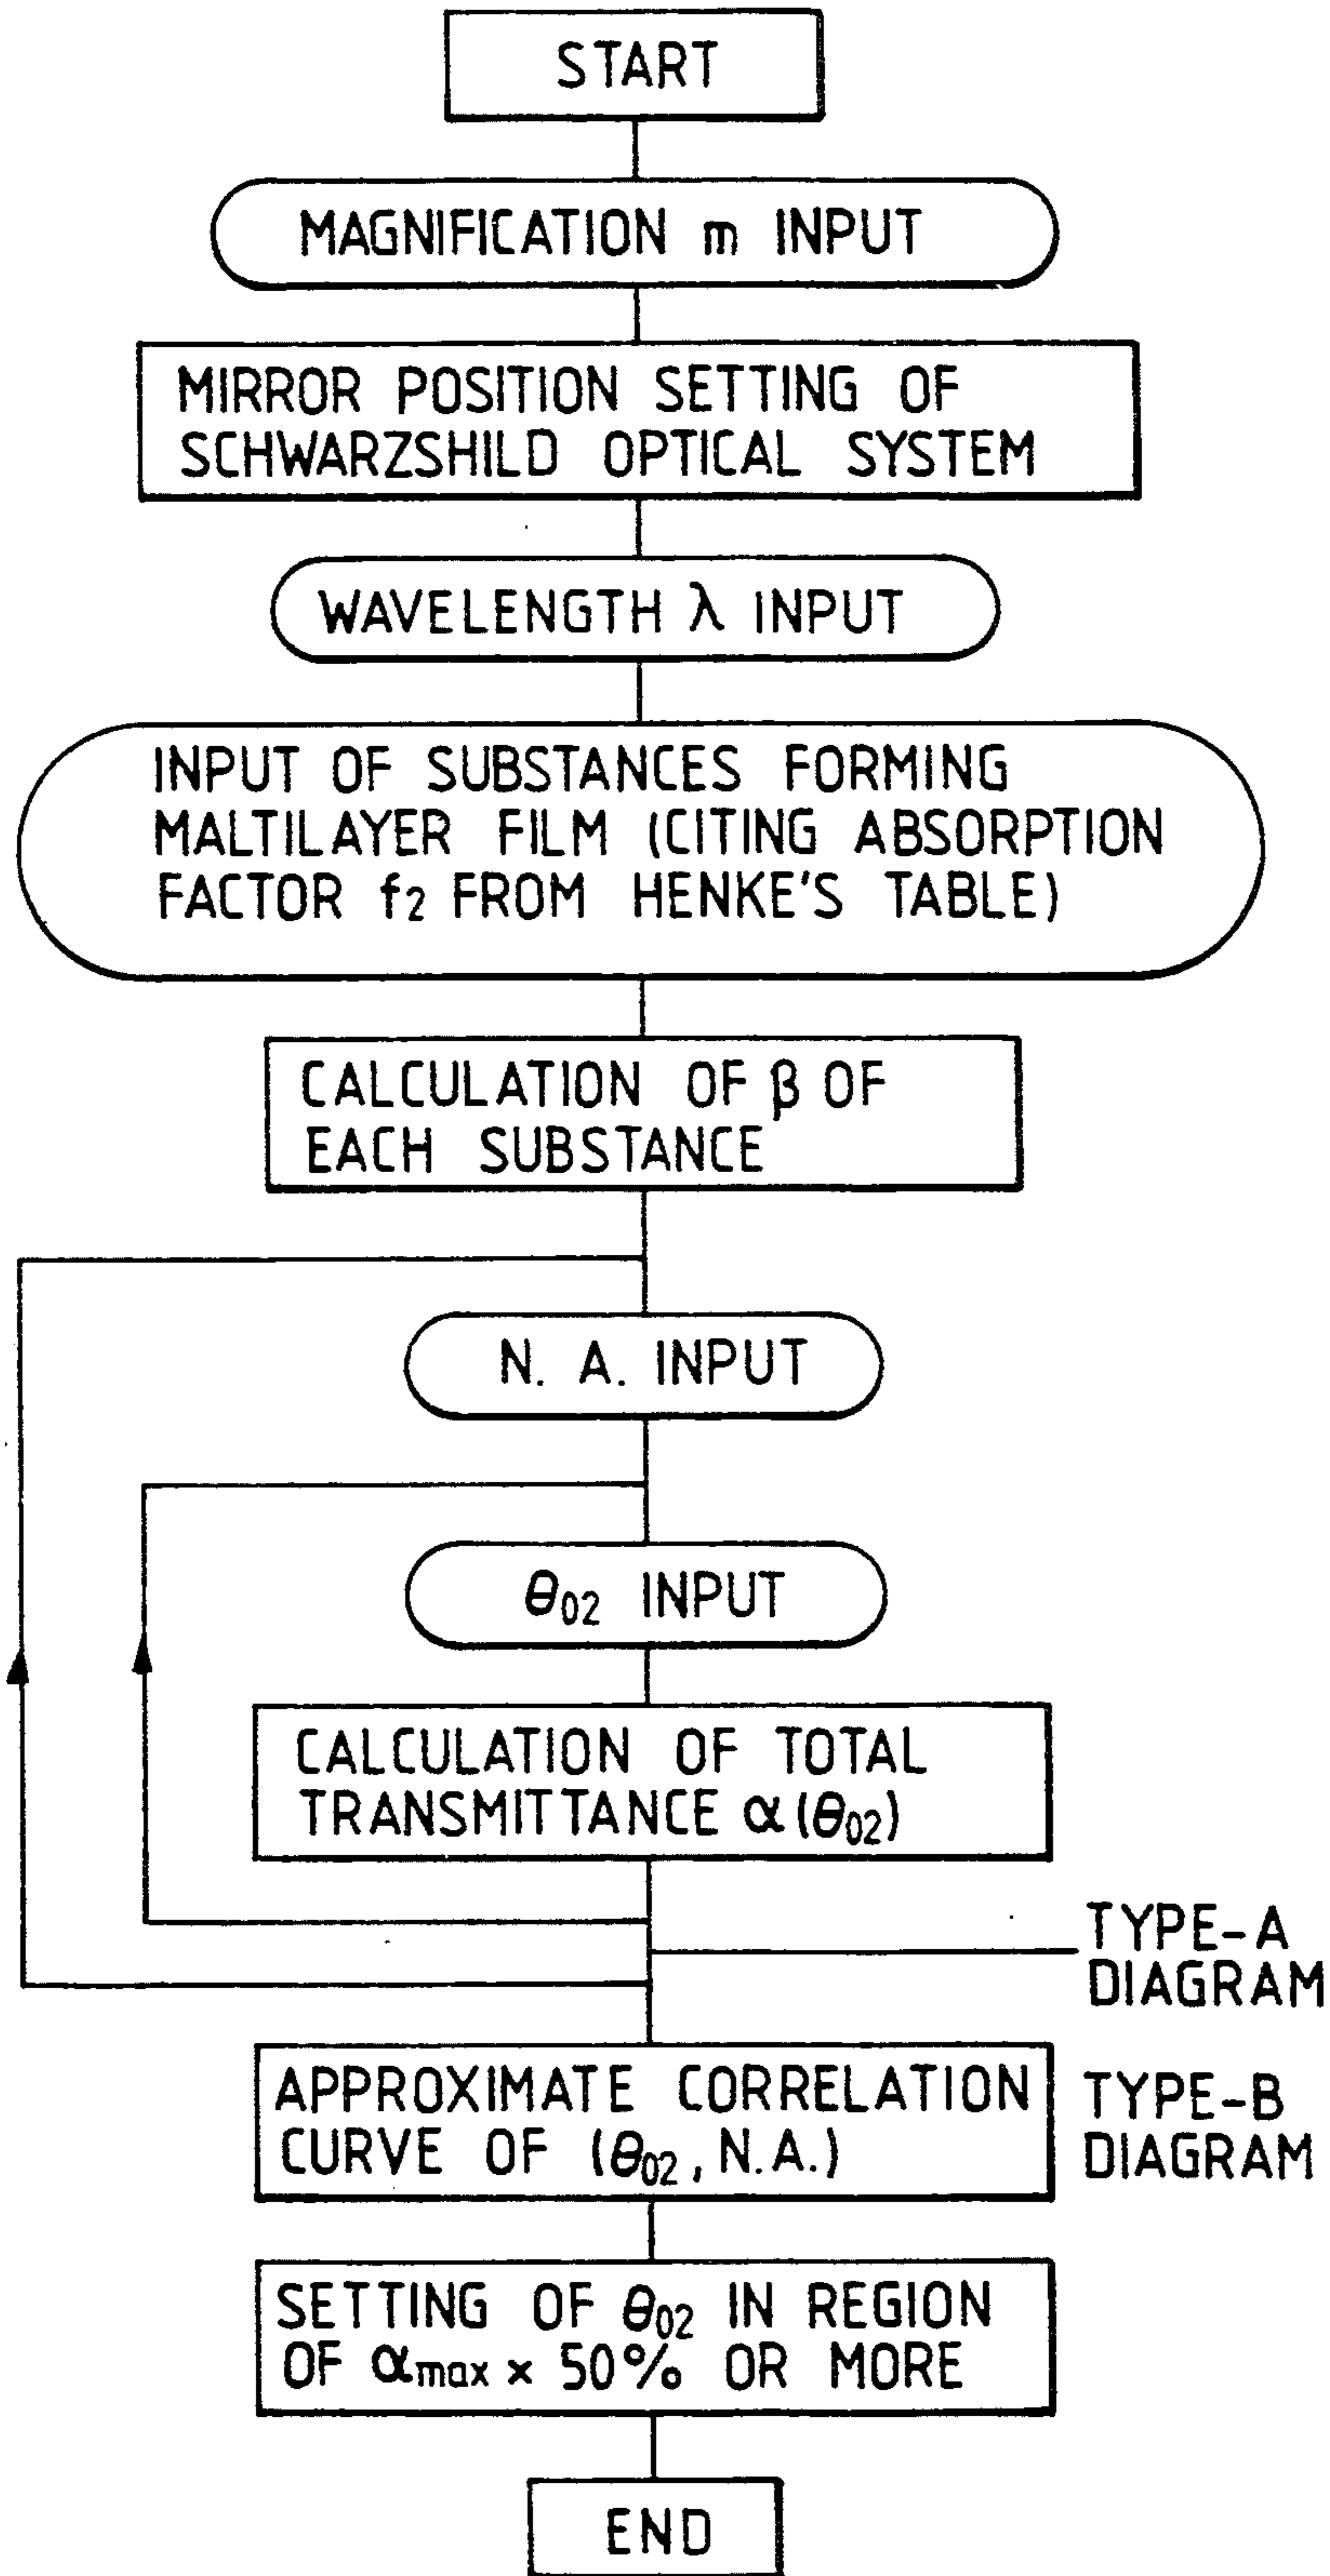 START
MAGNIFICATION m INPUT
MIRROR POSITION SETTING OF
SCHWARZSHILD OPTICAL SYSTEM
WAVELENGTH λ INPUT
INPUT OF SUBSTANCES FORMING
MALTILAYER FILM (CITING ABSORPTION
FACTOR f2 FROM HENKE'S TABLE)
CALCULATION OF β OF
EACH SUBSTANCE
N. A. INPUT
θ02 INPUT
CALCULATION OF TOTAL
TRANSMITTANCE α(θ02)
TYPE-A
DIAGRAM
APPROXIMATE CORRELATION
CURVE OF (θ02, N.A.)
TYPE-B
DIAGRAM
SETTING OF θ02 IN REGION
OF αmax × 50% OR MORE
END